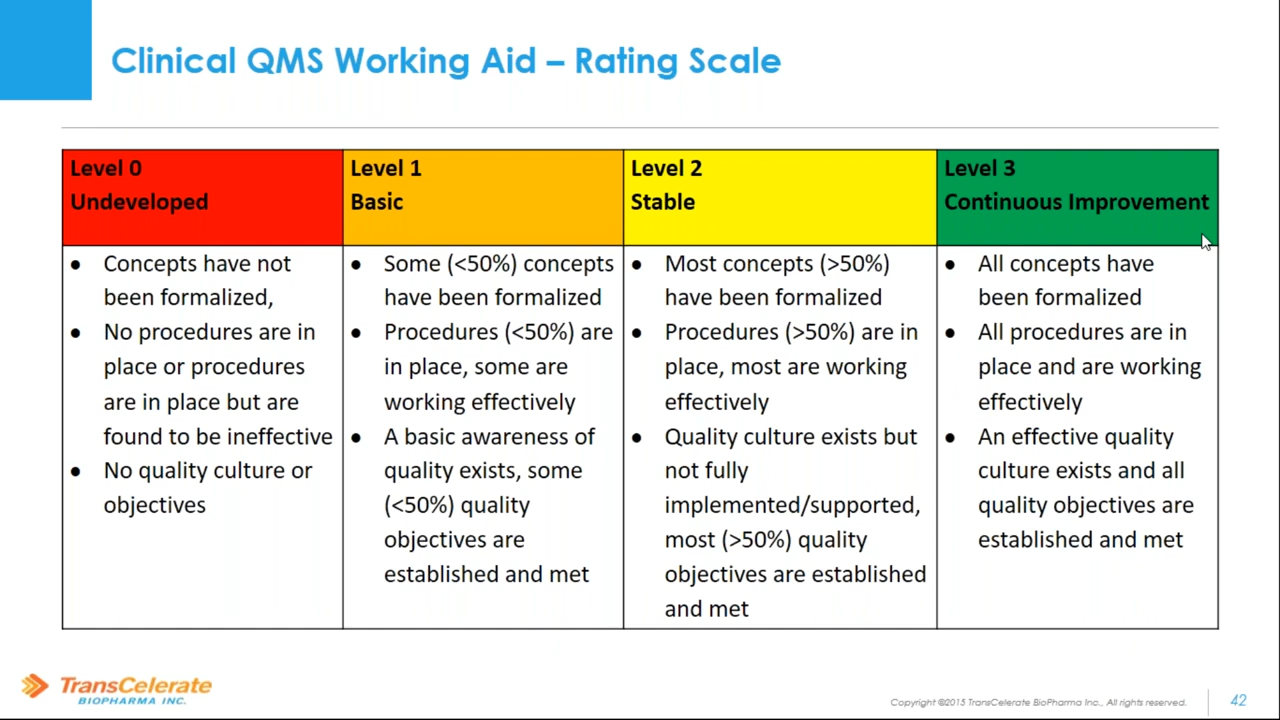 Clinical QMS Working Aid – Rating Scale
Level 0
Undeveloped
Level 1
Basic
Level 2
Stable
Level 3
Continuous Improvement
● Concepts have not
been formalized,
● No procedures are in
place or procedures
are in place but are
found to be ineffective
● No quality culture or
objectives
● Some (<50%) concepts
have been formalized
● Procedures (<50%) are
in place, some are
working effectively
● A basic awareness of
quality exists, some
(<50%) quality
objectives are
established and met
● Most concepts (>50%)
have been formalized
● Procedures (>50%) are in
place, most are working
effectively
● Quality culture exists but
not fully
implemented/supported,
most (>50%) quality
objectives are established
and met
● All concepts have
been formalized
● All procedures are in
place and are working
effectively
● An effective quality
culture exists and all
quality objectives are
established and met
TransCelerate
BIOPHARMA INC.
Copyright ©2015 TransCelerate BioPharma Inc., All rights reserved.
42